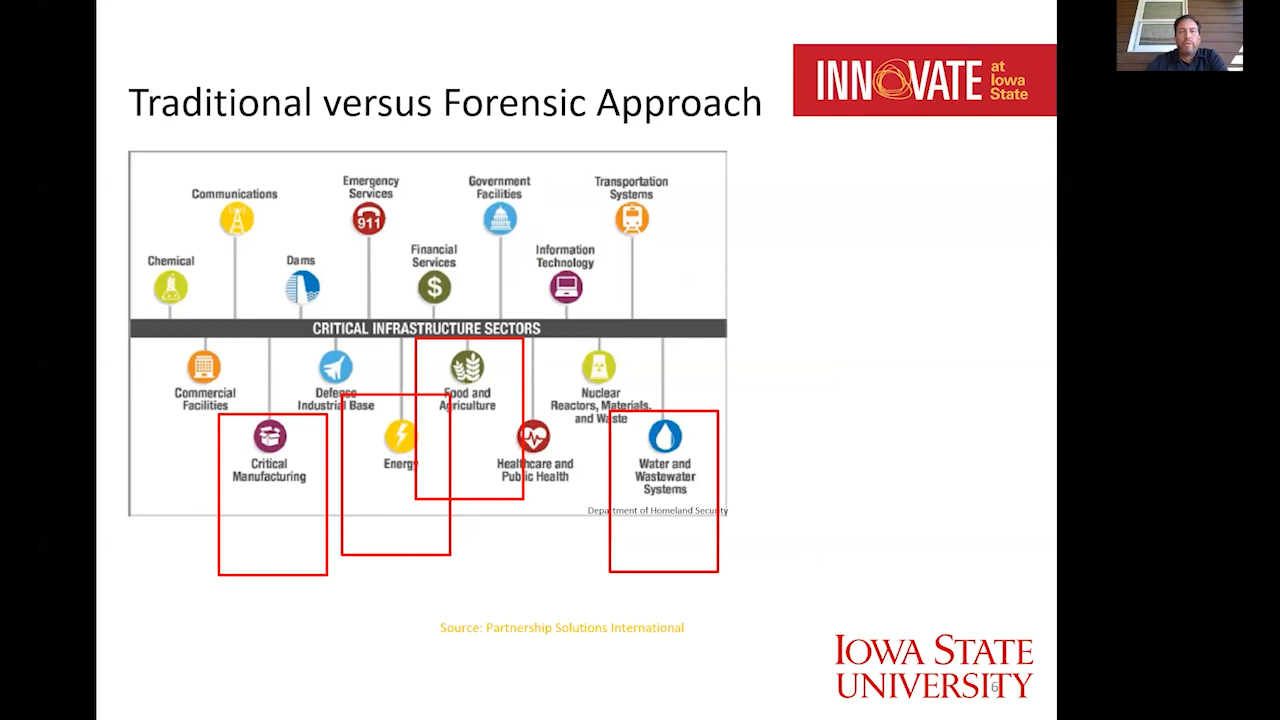 Traditional versus Forensic Approach
INNOVATE
at
Iowa
State
Communications
Emergency
Services
911
Government
Facilities
Transportation
Systems
Chemical
Dams
Financial
Services
$
Information
Technology
CRITICAL INFRASTRUCTURE SECTORS
Commercial
Facilities
Defense
Industrial Base
Food and
Agriculture
Nuclear
Reactors, Materials,
and Waste
Critical
Manufacturing
Energy
Healthcare and
Public Health
Water and
Wastewater
Systems
Department of Homeland Security
Source: Partnership Solutions International
IOWA STATE
UNIVERSITY
6